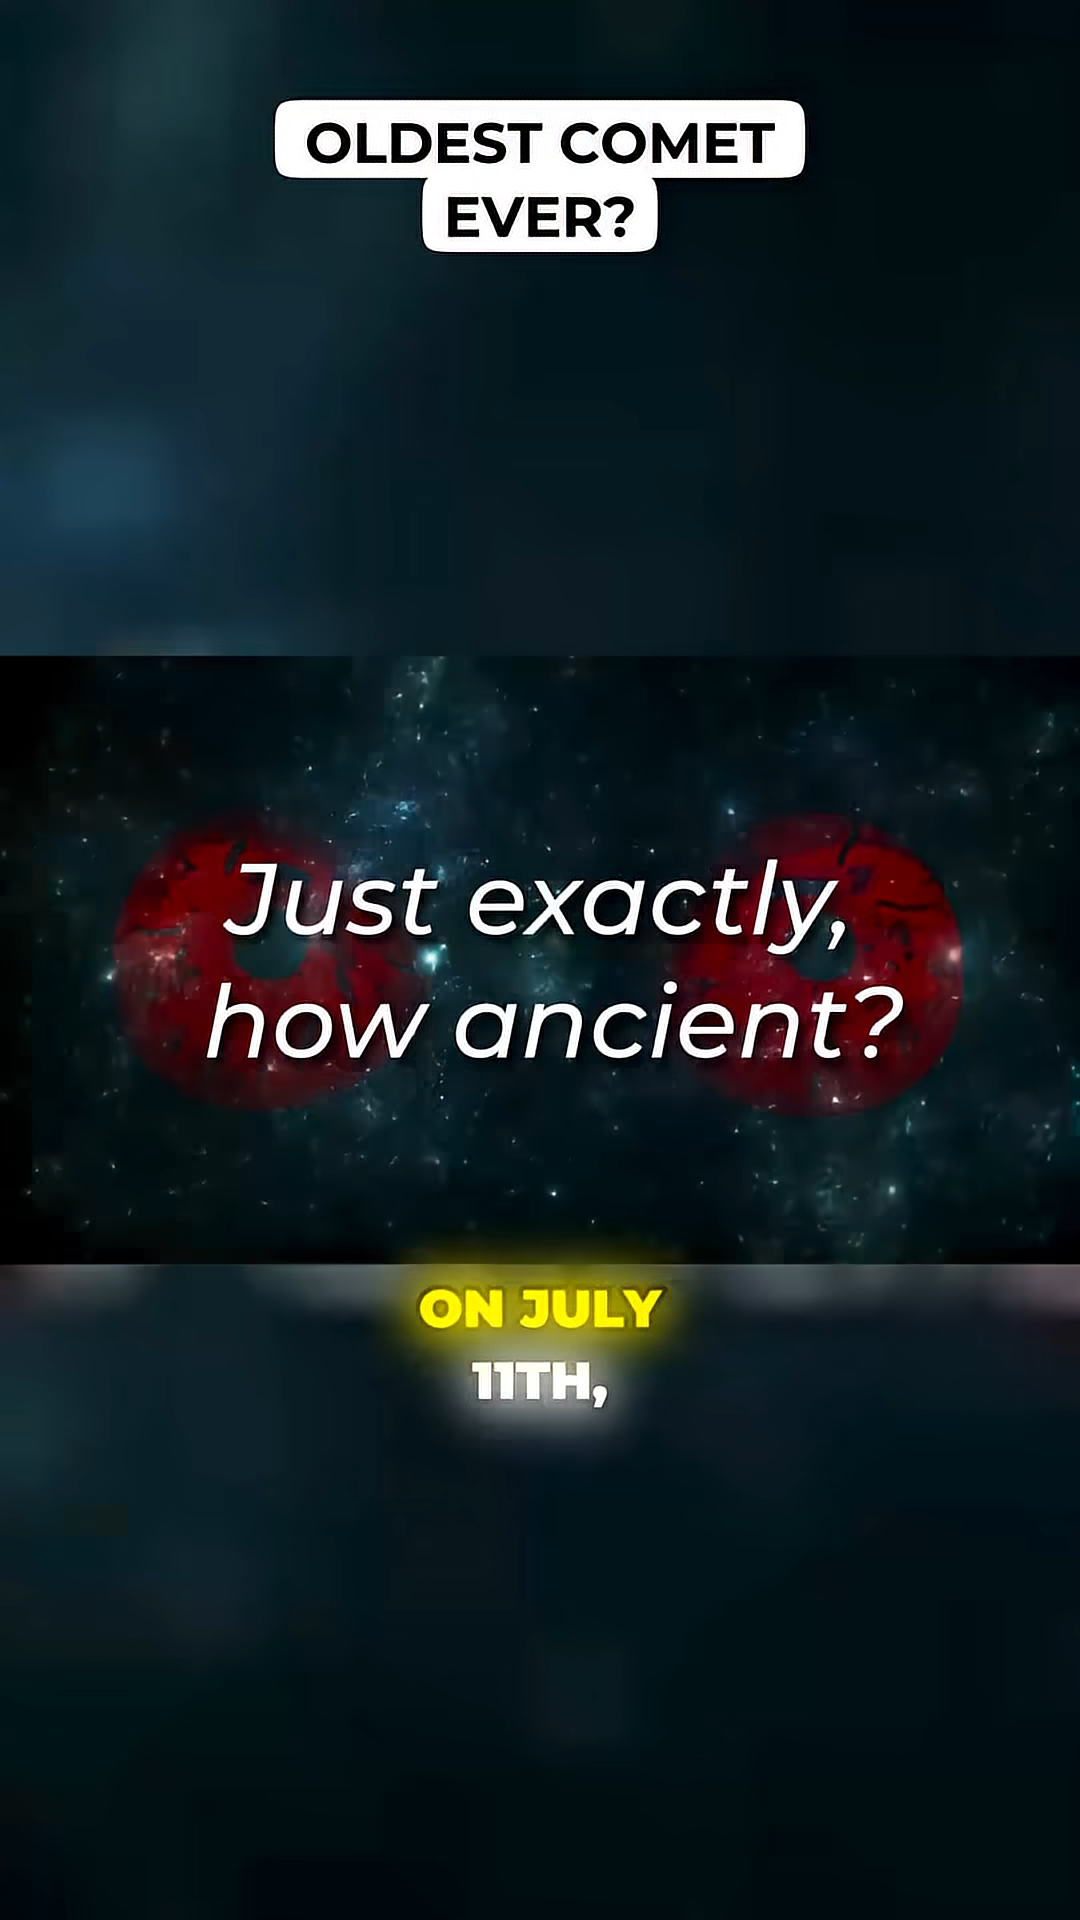 OLDEST COMET
EVER?
Just exactly,
how ancient?
ON JULY
11TH,